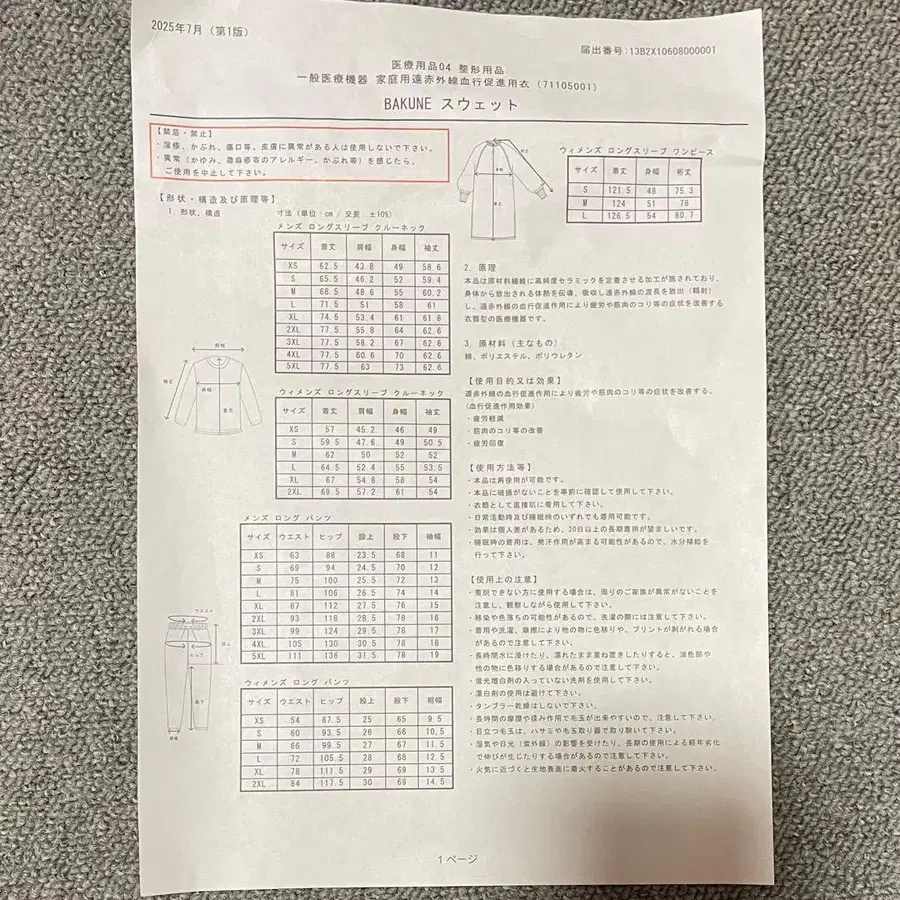 2025年7月 (第1版)
届出番号:13B2X10608000001
医療用品04 整形用品
一般医療機器 家庭用遠赤外線血行促進用衣 (71105001)
BAKUNE スウェット
【禁忌・禁止】
・湿疹、かぶれ、傷口等、皮膚に異常がある人は使用しないで下さい。
・異常 (かゆみ、蕁麻疹等のアレルギー、かぶれ等) を感じたら、
ご使用を中止して下さい。
【形状・構造及び原理等】
1. 形状、構造
寸法 (単位:cm / 交差: ±10%)
メンズ ロングスリーブ クルーネック
サイズ 着丈 肩幅 身幅 袖丈
XS 62.5 43.8 49 58.6
S 65.5 46.2 52 59.4
M 68.5 48.6 55 60.2
L 71.5 51 58 61
XL 74.5 53.4 61 61.8
2XL 77.5 55.8 64 62.6
3XL 77.5 58.2 67 62.6
4XL 77.5 60.6 70 62.6
5XL 77.5 63 73 62.6
肩幅
袖丈
身幅
着丈
ウィメンズ ロングスリーブ クルーネック
サイズ 着丈 肩幅 身幅 袖丈
XS 57 45.2 46 49
S 59.5 47.6 49 50.5
M 62 50 52 52
L 64.5 52.4 55 53.5
XL 67 54.8 58 54
2XL 69.5 57.2 61 54
メンズ ロング パンツ
サイズ ウエスト ヒップ 股上 股下 裾幅
XS 63 88 23.5 68 11
S 69 94 24.5 70 12
M 75 100 25.5 72 13
L 81 106 26.5 74 14
XL 87 112 27.5 76 15
2XL 93 118 28.5 78 16
3XL 99 124 29.5 78 17
4XL 105 130 30.5 78 18
5XL 111 136 31.5 78 19
ウエスト
股上
ヒップ
股下
裾幅
ウィメンズ ロング パンツ
サイズ ウエスト ヒップ 股上 股下 裾幅
XS 54 87.5 25 65 9.5
S 60 93.5 26 66 10.5
M 66 99.5 27 67 11.5
L 72 105.5 28 68 12.5
XL 78 111.5 29 69 13.5
2XL 84 117.5 30 69 14.5
裄丈
身幅
着丈
ウィメンズ ロングスリーブ ワンピース
サイズ 着丈 身幅 裄丈
S 121.5 48 75.3
M 124 51 78
L 126.5 54 80.7
2. 原理
本品は原材料繊維に高純度セラミックを定着させる加工が施されており、
身体から放出される体熱を伝導、吸収し遠赤外線の波長を放出 (輻射)
し、遠赤外線の血行促進作用により疲労や筋肉のコリ等の症状を改善する
衣類型の医療機器です。
3. 原材料 (主なもの)
綿、ポリエステル、ポリウレタン
【使用目的又は効果】
遠赤外線の血行促進作用により疲労や筋肉のコリ等の症状を改善する。
(血行促進作用効果)
・疲労軽減
・筋肉のコリ等の改善
・疲労回復
【使用方法等】
・本品は再使用が可能です。
・本品に破損がないことを事前に確認して使用して下さい。
・衣類として直接肌に着用して下さい。
・日常活動時及び睡眠時のいずれでも着用可能です。
・効果は個人差があるため、20日以上の長期着用が望ましいです。
・睡眠時の着用は、発汗作用が高まる可能性があるので、水分補給を
行って下さい。
【使用上の注意】
・着脱できない方に使用する場合は、周りのご家族が異常がないことを
注意し、観察しながら使用して下さい。
・移染や色落ちの可能性があるので、洗濯の際には注意して下さい。
・着用や洗濯、摩擦により他の物に色移りや、プリントが剥がれる場合
があるので注意して下さい。
・長時間水に浸けたり、濡れたまま重ね置きしたりすると、淡色部や
他の物に色移りする場合があるので注意して下さい。
・蛍光増白剤の入っていない洗剤を使用して下さい。
・漂白剤の使用は避けて下さい。
・タンブラー乾燥はしないで下さい。
・長時間の摩擦や揉み作用で毛玉が出来やすいので、注意して下さい。
・目立つ毛玉は、ハサミや毛玉取り器で取り除いて下さい。
・湿気や日光 (紫外線) の影響を受けたり、長期の使用による経年劣化
で伸びが生じたりする場合があるので注意して下さい。
・火気に近づくと生地表面に着火することがあるので注意して下さい。
1ページ